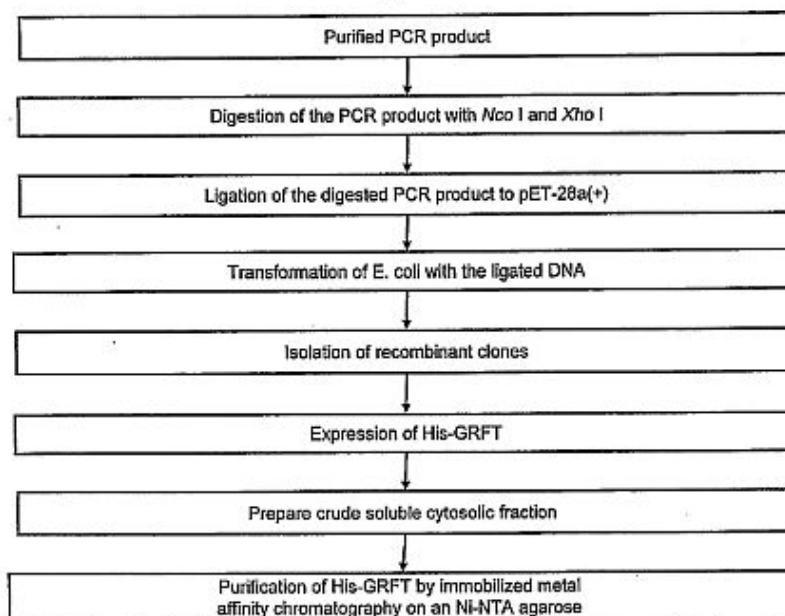 Purified PCR product
Digestion of the PCR product with Nco I and Xho I
Ligation of the digested PCR product to pET-28a(+)
Transformation of E. coli with the ligated DNA
Isolation of recombinant clones
Expression of His-GRFT
Prepare crude soluble cytosolic fraction
Purification of His-GRFT by immobilized metal
affinity chromatography on an Ni-NTA agarose